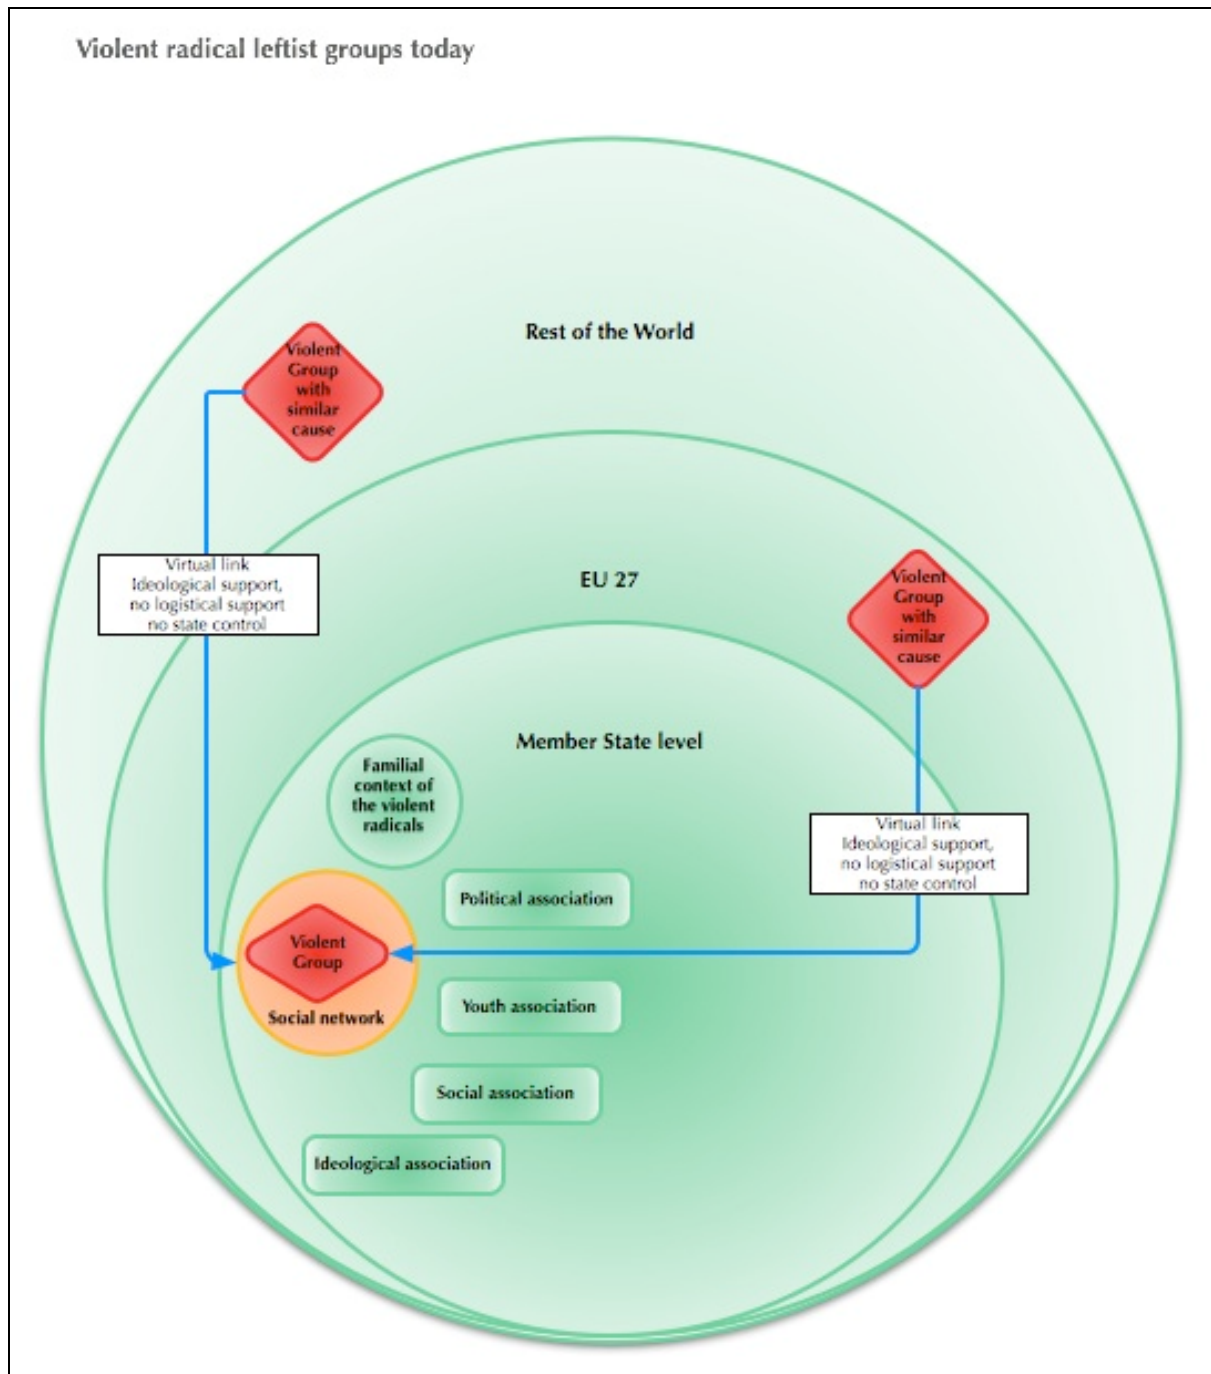 Violent radical leftist groups today
Rest of the World
Violent
Group
with
similar
cause
Virtual link
Ideological support,
no logistical support
no state control
EU 27
Violent
Group
with
similar
cause
Member State level
Familial
context of
the violent
radicals
Virtual link
Ideological support,
no logistical support
no state control
Political association
Violent
Group
Social network
Youth association
Social association
Ideological association